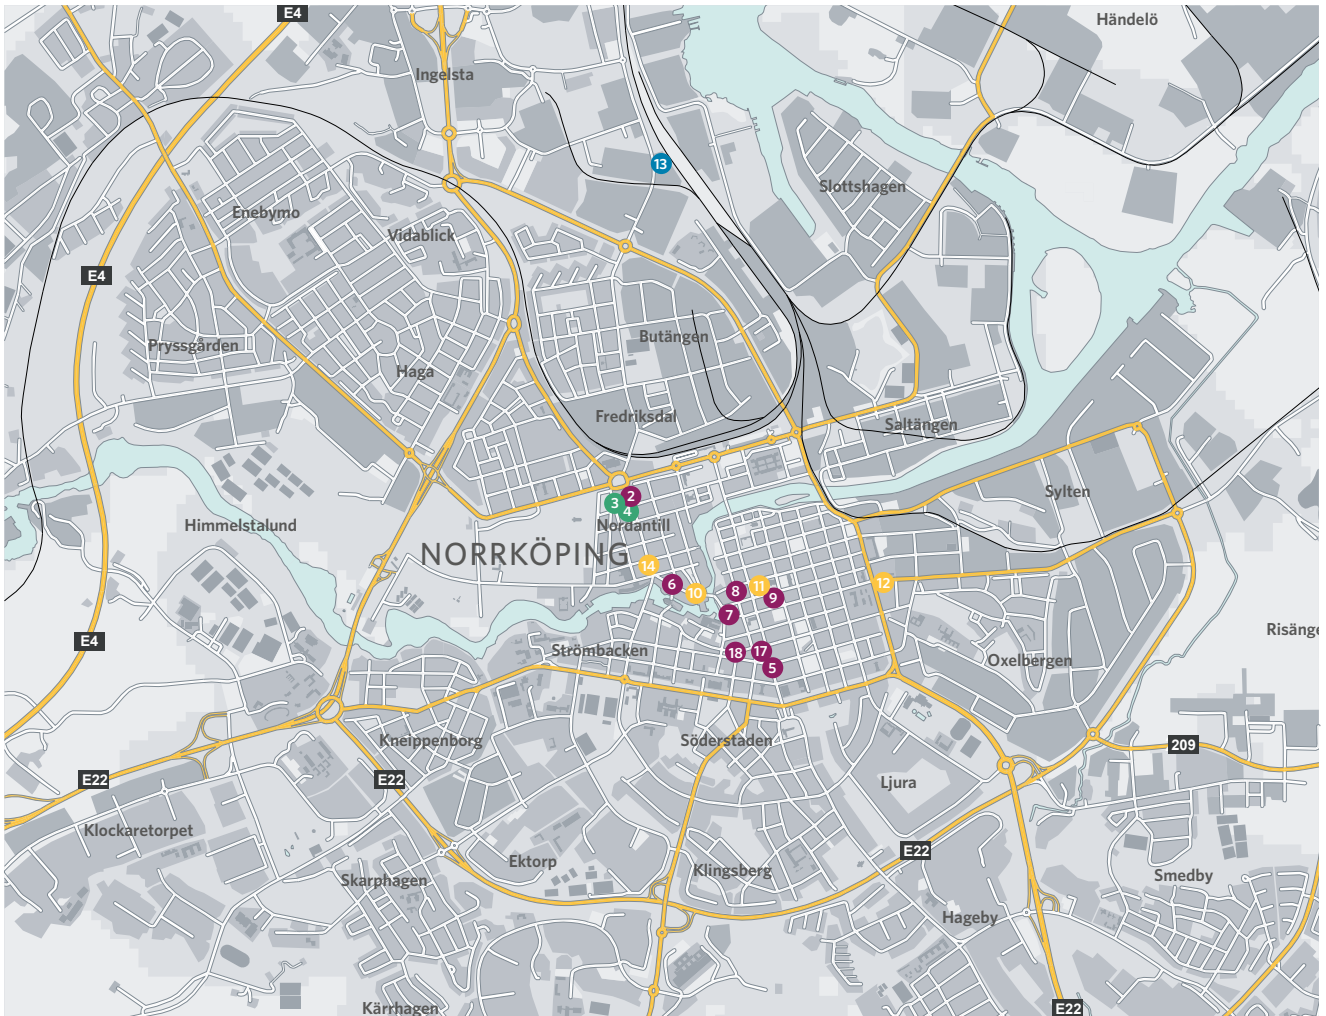 E4
Händelö
Ingelsta
13
Slottshagen
Enebymo
Vidablick
E4
Butängen
Pryssgården
Haga
Fredriksdal
Saltängen
Sylten
2
3
4
Himmelstalund
Nordantill
NORRKÖPING
14
6
10
8
11
9
12
7
E4
Risänge
Strömbacken
18
17
5
Oxelbergen
Kneippenborg
Söderstaden
209
E22
E22
Ljura
Klockaretorpet
E22
Ektorp
Klingsberg
Smedby
Skarphagen
Hageby
Kärrhagen
E22